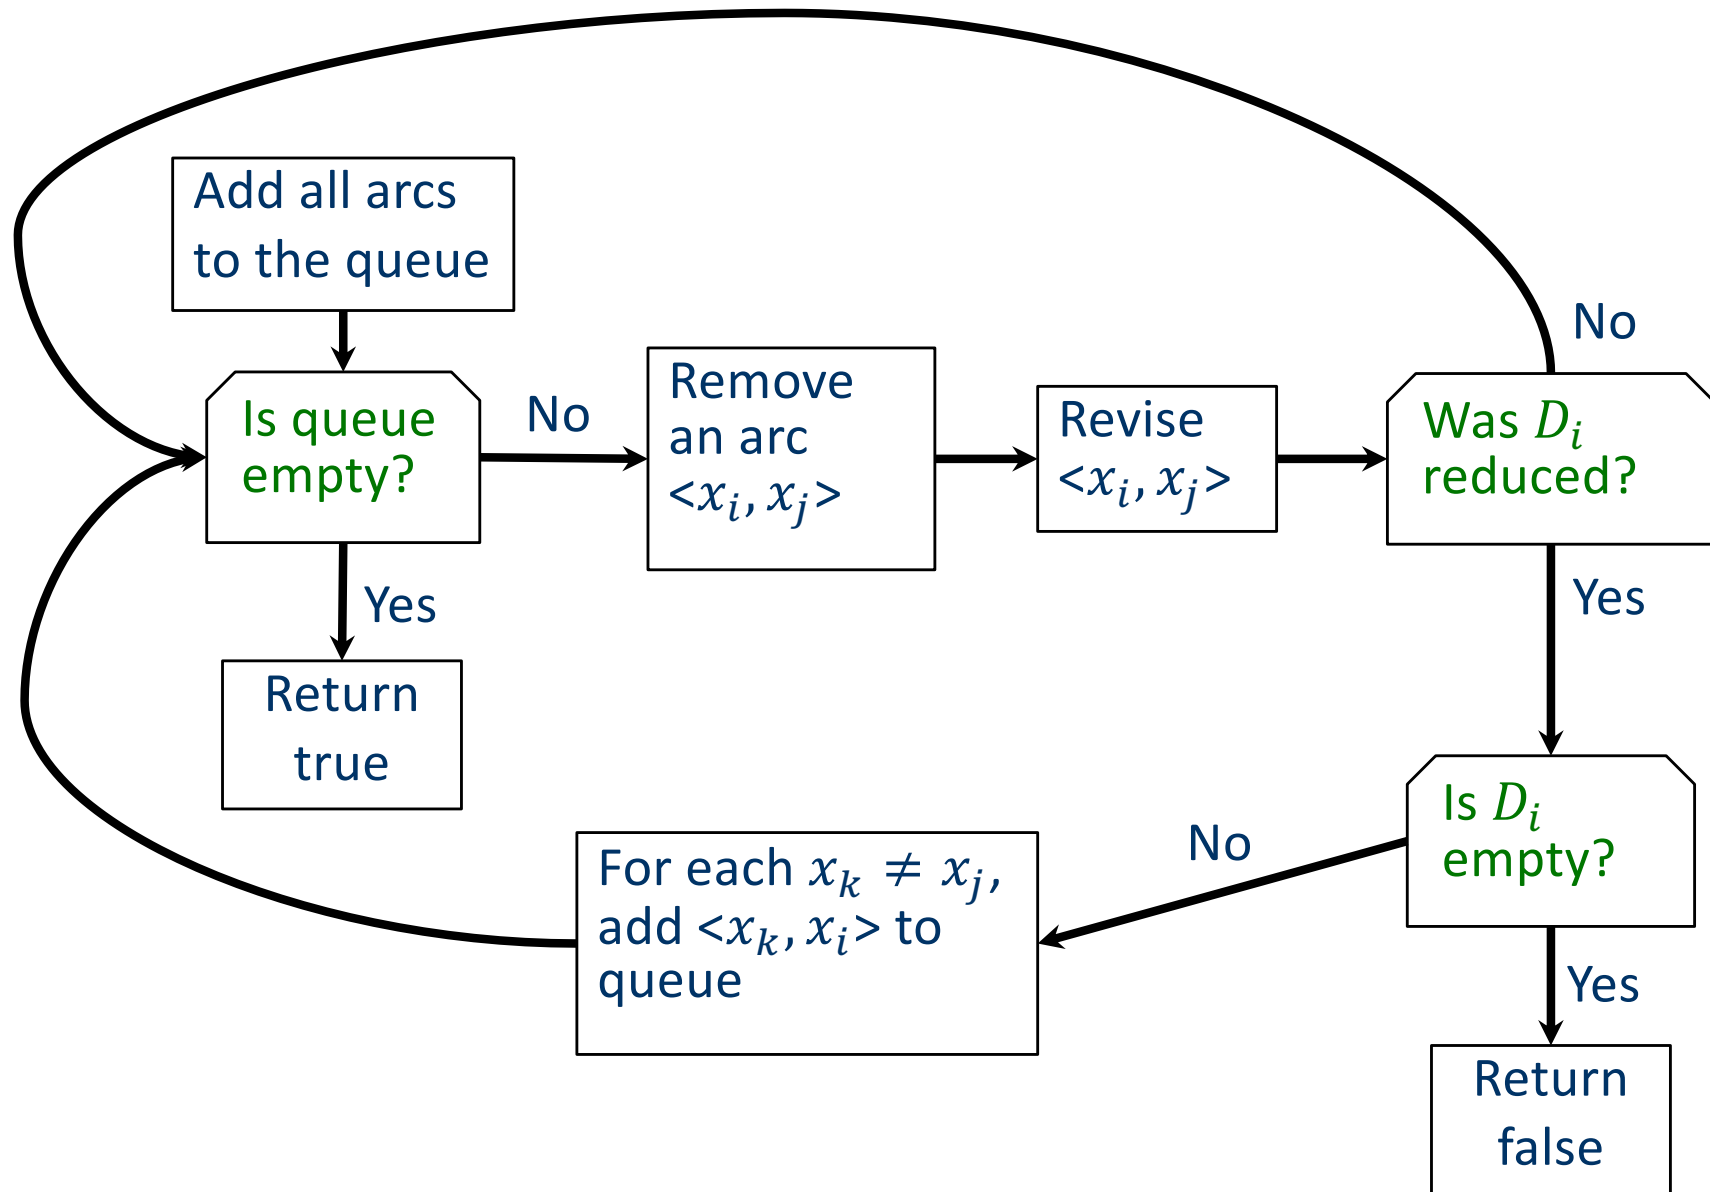 Add all arcs
to the queue
No
Is queue
empty?
No
Remove
an arc
<x_i, x_j>
Revise
<x_i, x_j>
Was D_i
reduced?
Yes
Yes
Return
true
For each x_k ≠ x_j,
add <x_k, x_i> to
queue
No
Is D_i
empty?
Yes
Return
false